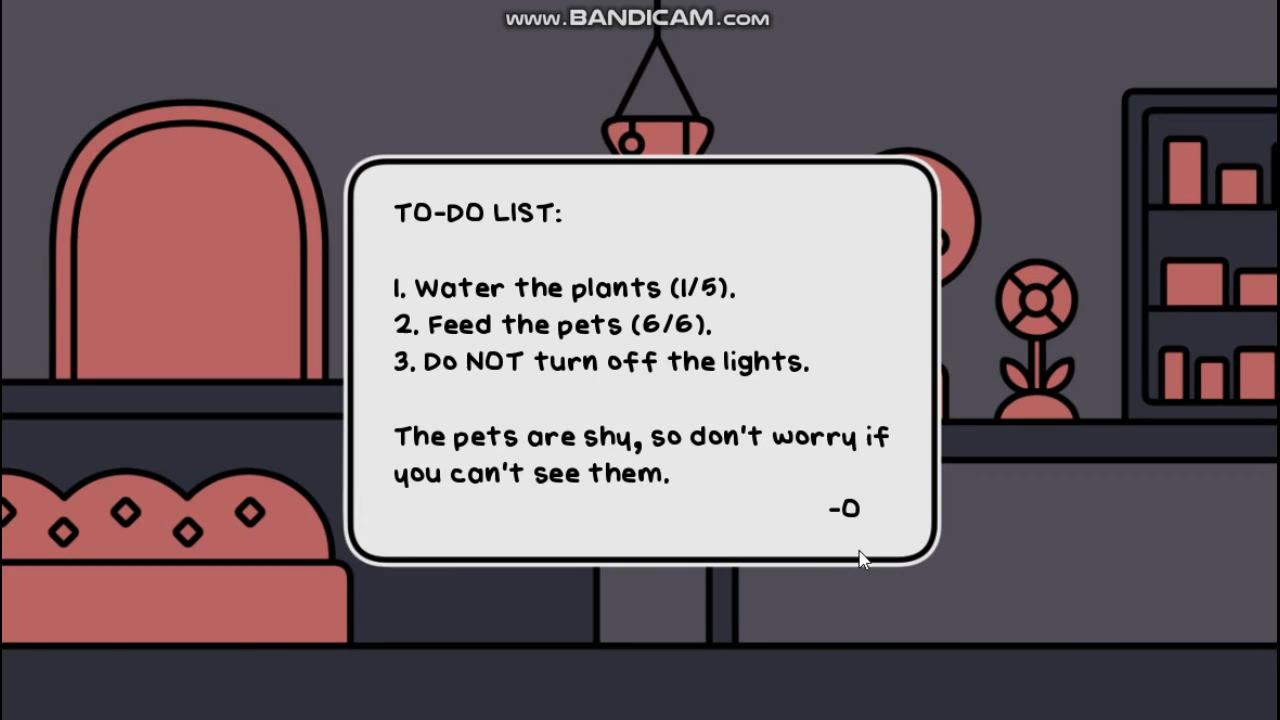 www.BANDICAM.com
TO-DO LIST:
1. Water the plants (1/5).
2. Feed the pets (6/6).
3. Do NOT turn off the lights.
The pets are shy, so don't worry if
you can't see them.
-O